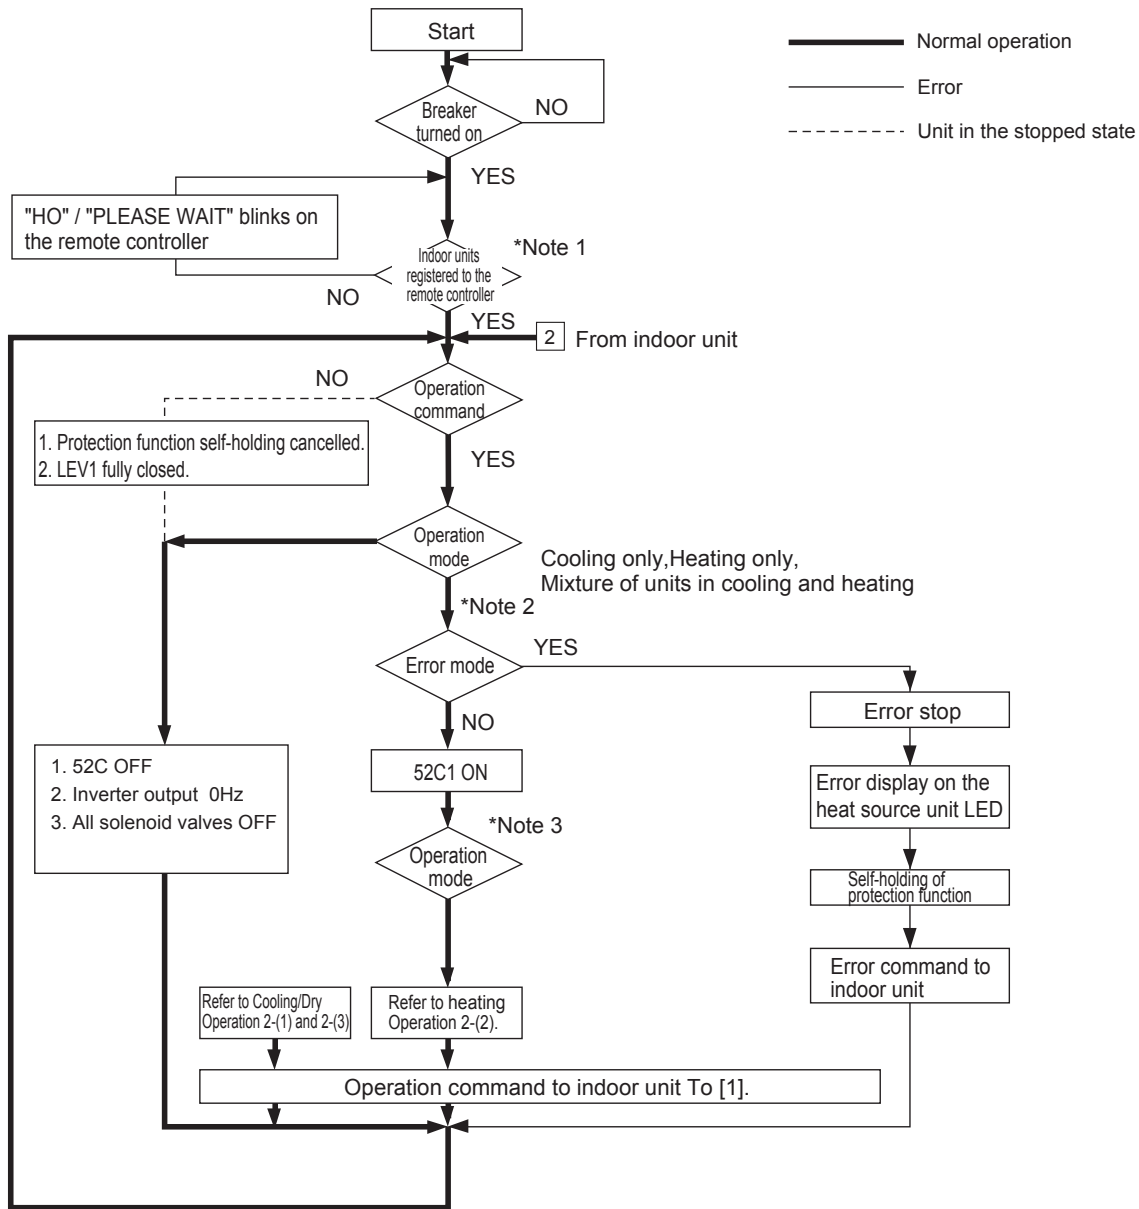 Start
Normal operation
Error
Unit in the stopped state
Breaker
turned on
NO
YES
"HO" / "PLEASE WAIT" blinks on
the remote controller
*Note 1
Indoor units
registered to the
remote controller
NO
YES
2 From indoor unit
NO
Operation
command
1. Protection function self-holding cancelled.
2. LEV1 fully closed.
YES
Operation
mode
Cooling only,Heating only,
Mixture of units in cooling and heating
*Note 2
Error mode
YES
NO
Error stop
1. 52C OFF
2. Inverter output 0Hz
3. All solenoid valves OFF
52C1 ON
Error display on the
heat source unit LED
*Note 3
Operation
mode
Self-holding of
protection function
Error command to
indoor unit
Refer to Cooling/Dry
Operation 2-(1) and 2-(3)
Refer to heating
Operation 2-(2).
Operation command to indoor unit To [1].